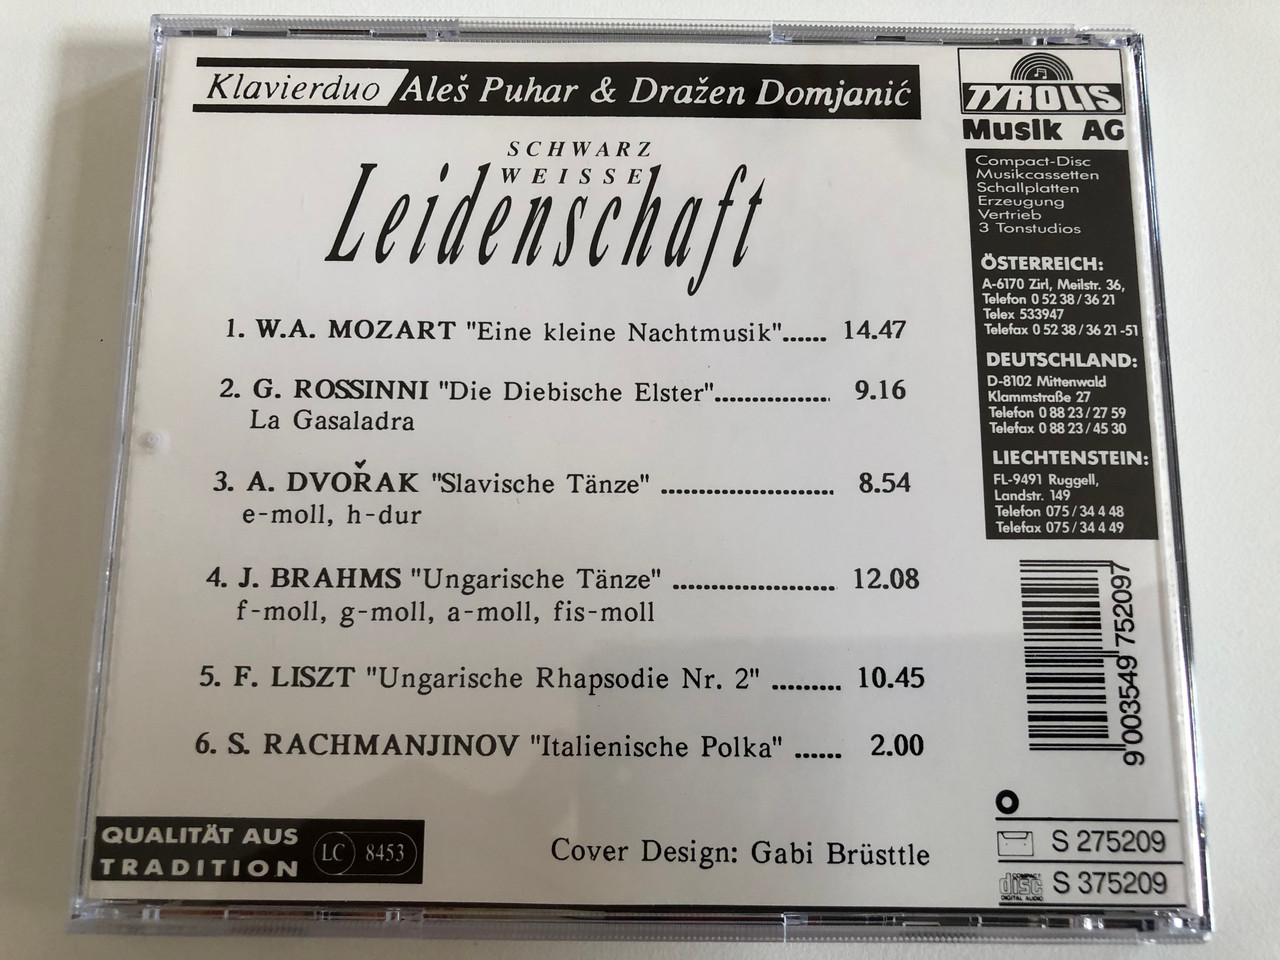 Klavierduo Aleš Puhar & Dražen Domjanić
SCHWARZ
WEISSE
Leidenschaft
1. W.A. MOZART "Eine kleine Nachtmusik"...... 14.47
2. G. ROSSINNI "Die Diebische Elster"................. 9.16
La Gasaladra
3. A. DVOŘAK "Slavische Tänze" ......................... 8.54
e-moll, h-dur
4. J. BRAHMS "Ungarische Tänze" ....................... 12.08
f-moll, g-moll, a-moll, fis-moll
5. F. LISZT "Ungarische Rhapsodie Nr. 2" ......... 10.45
6. S. RACHMANJINOV "Italienische Polka" ...... 2.00
QUALITÄT AUS
TRADITION
LC 8453
Cover Design: Gabi Brüsttle
TYROLIS
Musik AG
Compact-Disc
Musikcassetten
Schallplatten
Erzeugung
Vertrieb
3 Tonstudios
ÖSTERREICH:
A-6170 Zirl, Meilstr. 36,
Telefon 0 52 38 / 36 21
Telex 533947
Telefax 0 52 38 / 36 21 -51
DEUTSCHLAND:
D-8102 Mittenwald
Klammstraße 27
Telefon 0 88 23 / 27 59
Telefax 0 88 23 / 45 30
LIECHTENSTEIN:
FL-9491 Ruggell,
Landstr. 149
Telefon 075 / 34 4 48
Telefax 075 / 34 4 49
9 003549 752097
O
S 275209
COMPACT
disc
DIGITAL AUDIO
S 375209